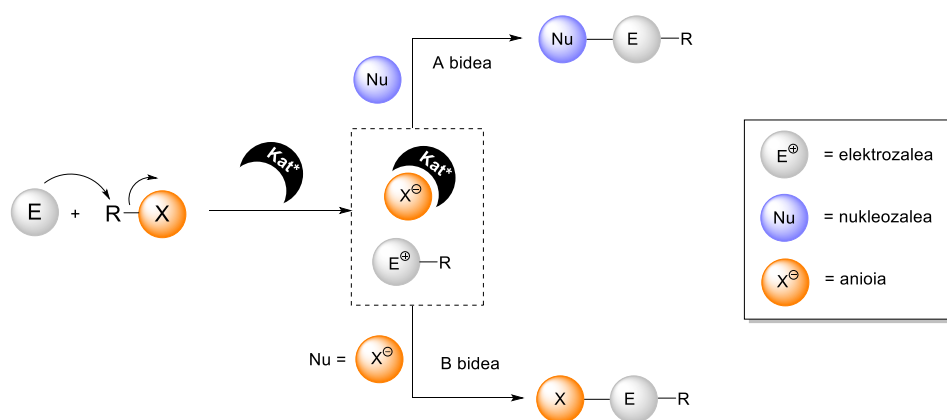 Nu
A bidea
Nu E R
Kat*
E + R X
Kat*
X⊖
E⊕ R
Nu = X⊖
B bidea
X E R
E⊕ = elektrozalea
Nu = nukleozalea
X⊖ = anioia